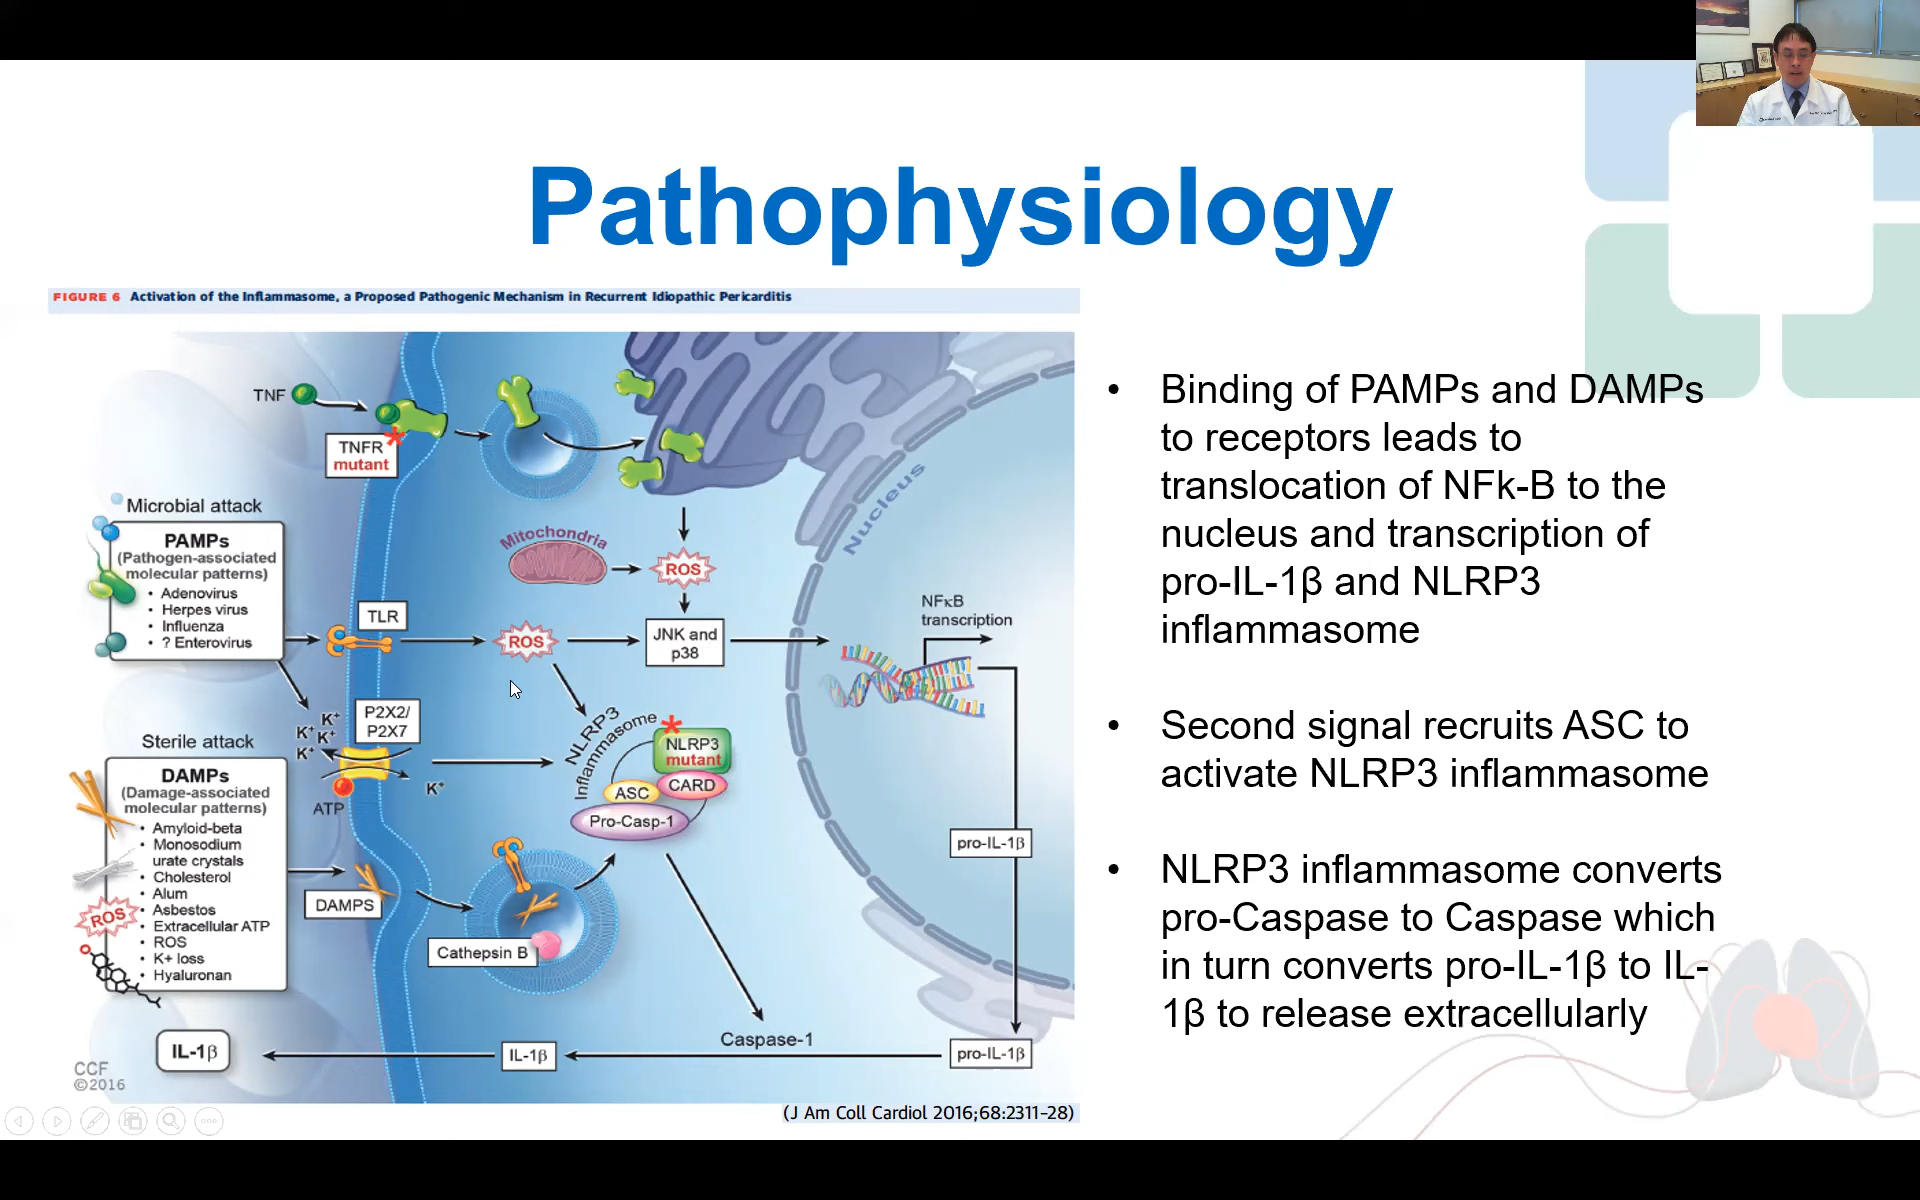 Pathophysiology
FIGURE 6 Activation of the Inflammasome, a Proposed Pathogenic Mechanism in Recurrent Idiopathic Pericarditis
TNF
TNFR
mutant
Microbial attack
PAMPs
(Pathogen-associated
molecular patterns)
• Adenovirus
• Herpes virus
• Influenza
• ? Enterovirus
TLR
Mitochondria
ROS
ROS
JNK and
p38
Nucleus
NFκB
transcription
K+
K+ K+
K+
P2X2/
P2X7
K+
ATP
Sterile attack
DAMPs
(Damage-associated
molecular patterns)
• Amyloid-beta
• Monosodium
urate crystals
• Cholesterol
• Alum
• Asbestos
• Extracellular ATP
• ROS
• K+ loss
• Hyaluronan
ROS
DAMPS
Cathepsin B
NLRP3
Inflammasome
NLRP3
mutant
ASC
CARD
Pro-Casp-1
pro-IL-1β
Caspase-1
pro-IL-1β
IL-1β
IL-1β
CCF
©2016
(J Am Coll Cardiol 2016;68:2311–28)
• Binding of PAMPs and DAMPs
to receptors leads to
translocation of NFk-B to the
nucleus and transcription of
pro-IL-1β and NLRP3
inflammasome
• Second signal recruits ASC to
activate NLRP3 inflammasome
• NLRP3 inflammasome converts
pro-Caspase to Caspase which
in turn converts pro-IL-1β to IL-
1β to release extracellularly